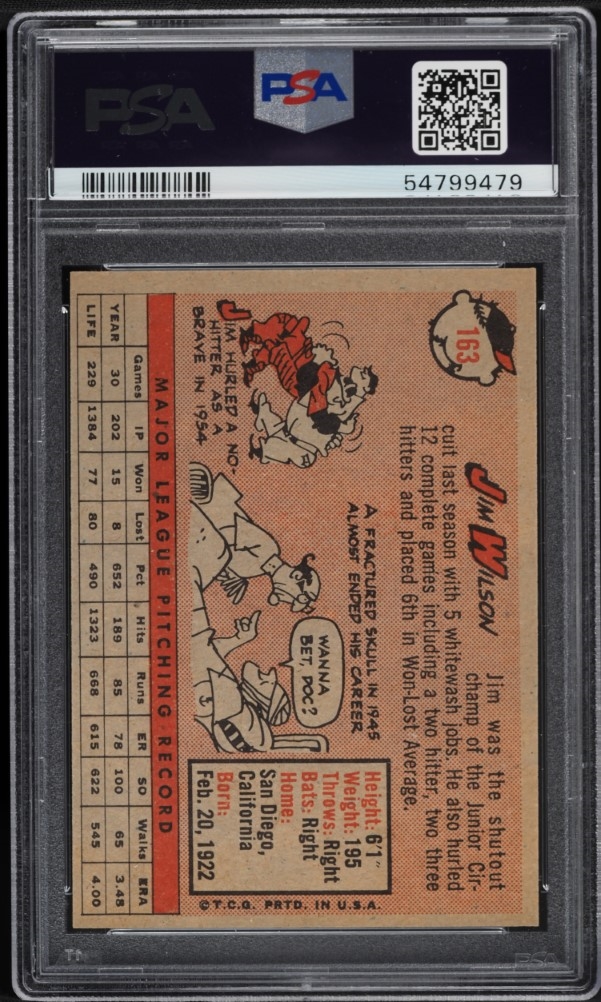 PSA
PSA
54799479
163
JIM WILSON
Jim was the shutout
champ of the Junior Cir-
cuit last season with 5 whitewash jobs. He also hurled
12 complete games including a two hitter, two three
hitters and placed 6th in Won-Lost Average.
JIM HURLED A NO-
HITTER AS A
BRAVE IN 1954
A FRACTURED SKULL IN 1945
ALMOST ENDED HIS CAREER
WANNA
BET, DOC?
Height: 6'1"
Weight: 195
Throws: Right
Bats: Right
Home:
San Diego,
California
Born:
Feb. 20, 1922
MAJOR LEAGUE PITCHING RECORD
Games IP Won Lost Pct. Hits Runs ER SO Walks ERA
YEAR 30 202 15 8 652 189 85 78 100 65 3.48
LIFE 229 1384 77 80 490 1323 668 615 622 545 4.00
©T.C.G. PRTD. IN U.S.A.
PSA